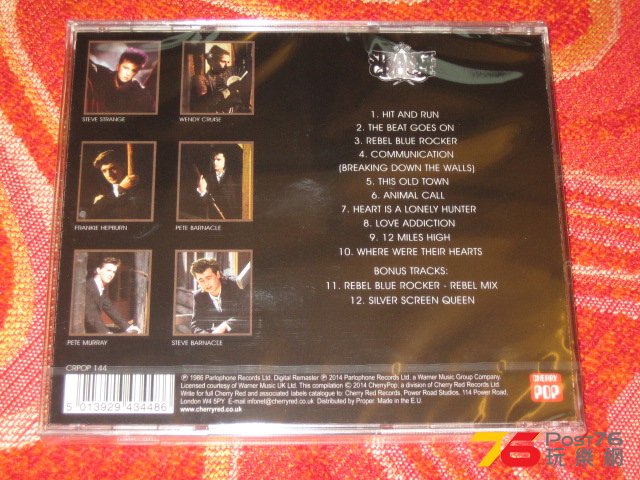 STEVE STRANGE
WENDY CRUISE
FRANKIE HEPBURN
PETE BARNACLE
PETE MURRAY
STEVE BARNACLE
1. HIT AND RUN
2. THE BEAT GOES ON
3. REBEL BLUE ROCKER
4. COMMUNICATION
(BREAKING DOWN THE WALLS)
5. THIS OLD TOWN
6. ANIMAL CALL
7. HEART IS A LONELY HUNTER
8. LOVE ADDICTION
9. 12 MILES HIGH
10. WHERE WERE THEIR HEARTS
BONUS TRACKS:
11. REBEL BLUE ROCKER - REBEL MIX
12. SILVER SCREEN QUEEN
CRPOP 144
5 013929 434486
℗ 1986 Parlophone Records Ltd. Digital Remaster ℗ 2014 Parlophone Records Ltd, a Warner Music Group Company.
Licensed courtesy of Warner Music UK Ltd. This compilation © 2014 CherryPop, a division of Cherry Red Records Ltd.
Write for full Cherry Red and associated labels catalogue to: Cherry Red Records, Power Road Studios, 114 Power Road,
London W4 5PY E-mail infonet@cherryred.co.uk Distributed by Proper. Made in the E.U.
www.cherryred.co.uk
CHERRY
POP
76 Post76
玩樂網